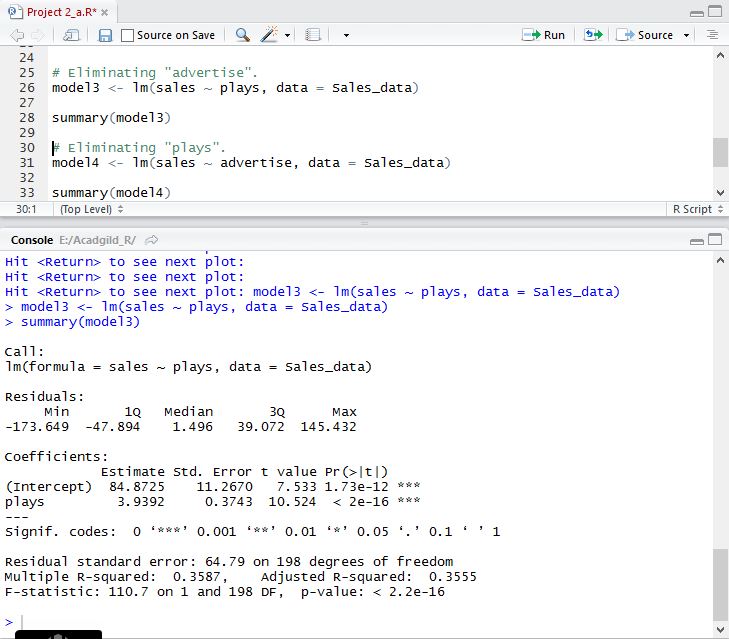 Project 2_a.R*
Source on Save
Run
Source
24
25 # Eliminating "advertise".
26 model3 <- lm(sales ~ plays, data = Sales_data)
27
28 summary(model3)
29
30 # Eliminating "plays".
31 model4 <- lm(sales ~ advertise, data = Sales_data)
32
33 summary(model4)
30:1 (Top Level) R Script
Console E:/Acadgild_R/
Hit <Return> to see next plot:
Hit <Return> to see next plot:
Hit <Return> to see next plot: model3 <- lm(sales ~ plays, data = Sales_data)
> model3 <- lm(sales ~ plays, data = Sales_data)
> summary(model3)
Call:
lm(formula = sales ~ plays, data = Sales_data)
Residuals:
Min 1Q Median 3Q Max
-173.649 -47.894 1.496 39.072 145.432
Coefficients:
Estimate Std. Error t value Pr(>|t|)
(Intercept) 84.8725 11.2670 7.533 1.73e-12 ***
plays 3.9392 0.3743 10.524 < 2e-16 ***
---
Signif. codes: 0 ‘***’ 0.001 ‘**’ 0.01 ‘*’ 0.05 ‘.’ 0.1 ‘ ’ 1
Residual standard error: 64.79 on 198 degrees of freedom
Multiple R-squared: 0.3587, Adjusted R-squared: 0.3555
F-statistic: 110.7 on 1 and 198 DF, p-value: < 2.2e-16
>